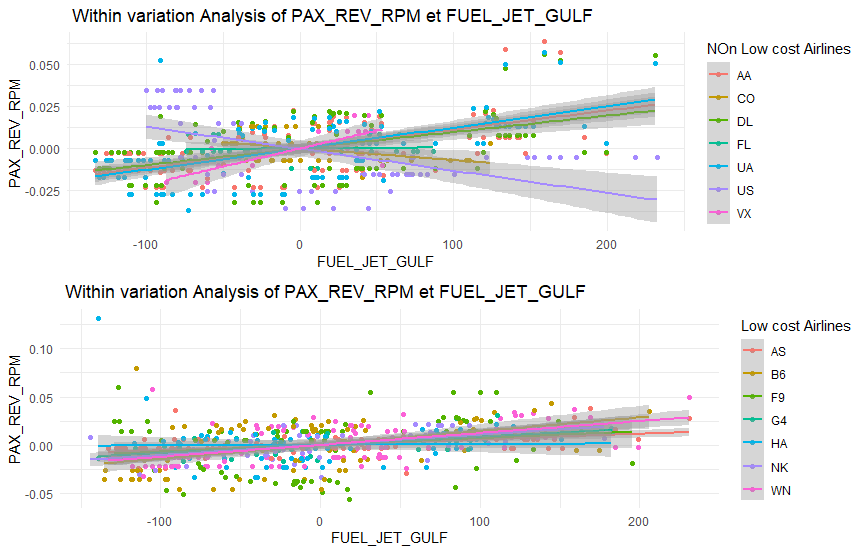 Within variation Analysis of PAX_REV_RPM et FUEL_JET_GULF
NOn Low cost Airlines
AA
CO
DL
FL
UA
US
VX
PAX_REV_RPM
0.050
0.025
0.000
-0.025
-100
0
100
200
FUEL_JET_GULF
Within variation Analysis of PAX_REV_RPM et FUEL_JET_GULF
Low cost Airlines
AS
B6
F9
G4
HA
NK
WN
PAX_REV_RPM
0.10
0.05
0.00
-0.05
-100
0
100
200
FUEL_JET_GULF